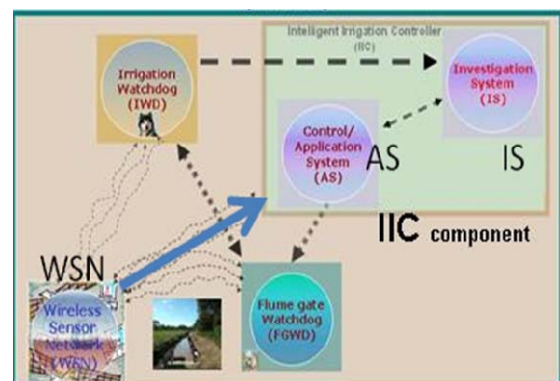 Intelligent Irrigation Controller
(IIC)
Irrigation
Watchdog
(IWD)
Investigation
System
(IS)
Control/
Application
System
(AS)
AS
IS
IIC component
WSN
Wireless
Sensor
Network
(WSN)
Flume gate
Watchdog
(FGWD)